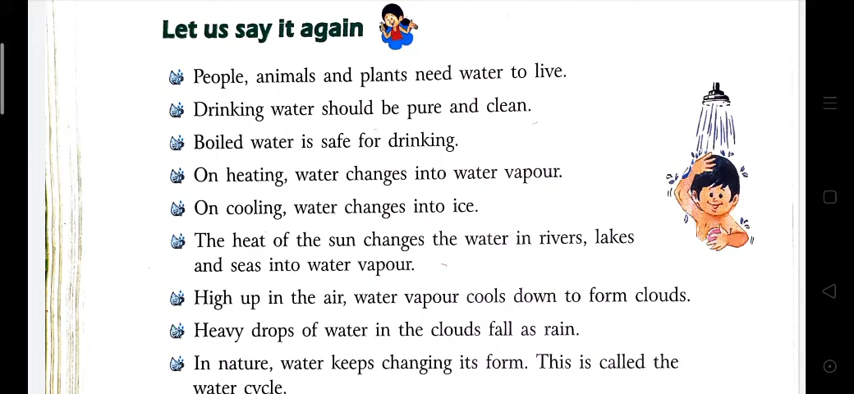 Let us say it again
People, animals and plants need water to live.
Drinking water should be pure and clean.
Boiled water is safe for drinking.
On heating, water changes into water vapour.
On cooling, water changes into ice.
The heat of the sun changes the water in rivers, lakes
and seas into water vapour.
High up in the air, water vapour cools down to form clouds.
Heavy drops of water in the clouds fall as rain.
In nature, water keeps changing its form. This is called the
water cycle.